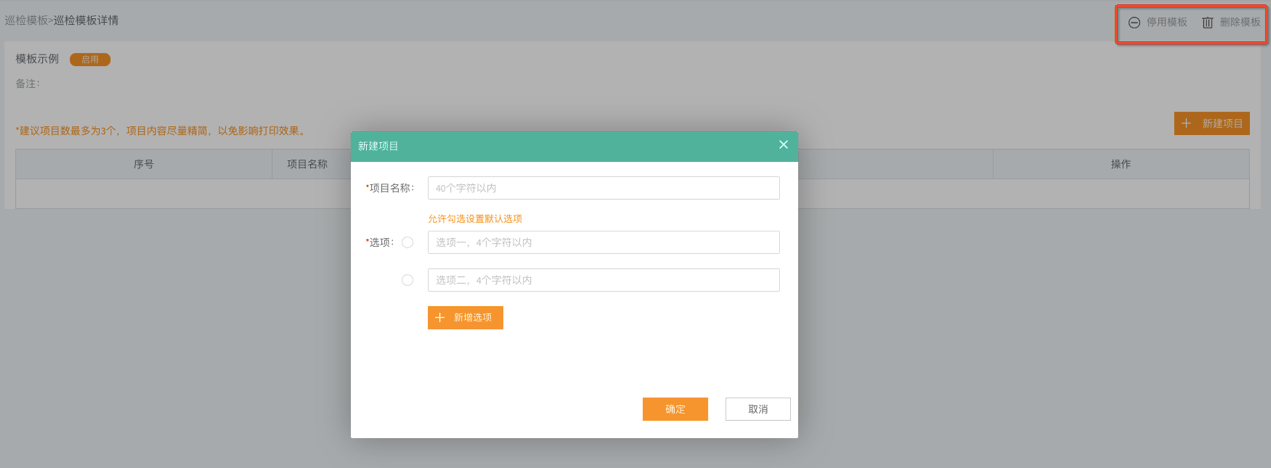 巡检模板>巡检模板详情
停用模板 删除模板
模板示例 启用
备注：
*建议项目数最多为3个，项目内容尽量精简，以免影响打印效果。
新建项目
序号 项目名称 操作
新建项目
*项目名称： 40个字符以内
允许勾选设置默认选项
*选项： 选项一，4个字符以内
选项二，4个字符以内
新增选项
确定 取消